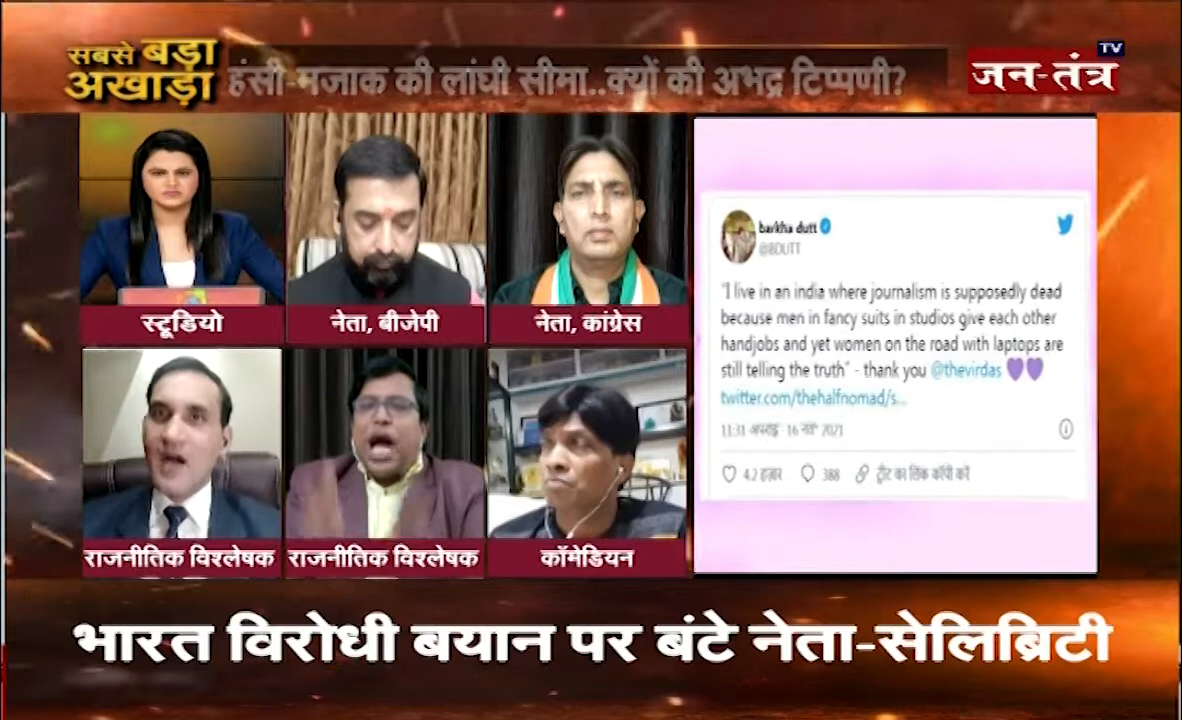 सबसे बड़ा
अखाड़ा
हंसी-मजाक की लांघी सीमा..क्यों की अभद्र टिप्पणी?
जन-तंत्र
TV
स्टूडियो
नेता, बीजेपी
नेता, कांग्रेस
राजनीतिक विश्लेषक
राजनीतिक विश्लेषक
कॉमेडियन
barkha dutt
@BDUTT
"I live in an india where journalism is supposedly dead
because men in fancy suits in studios give each other
handjobs and yet women on the road with laptops are
still telling the truth" - thank you @thevirdas 💜💜
twitter.com/thehalfnomad/s...
11:31 अपराह्न · 16 नव॰ 2021
4.2 हज़ार
388
ट्वीट का लिंक कॉपी करें
भारत विरोधी बयान पर बंटे नेता-सेलिब्रिटी